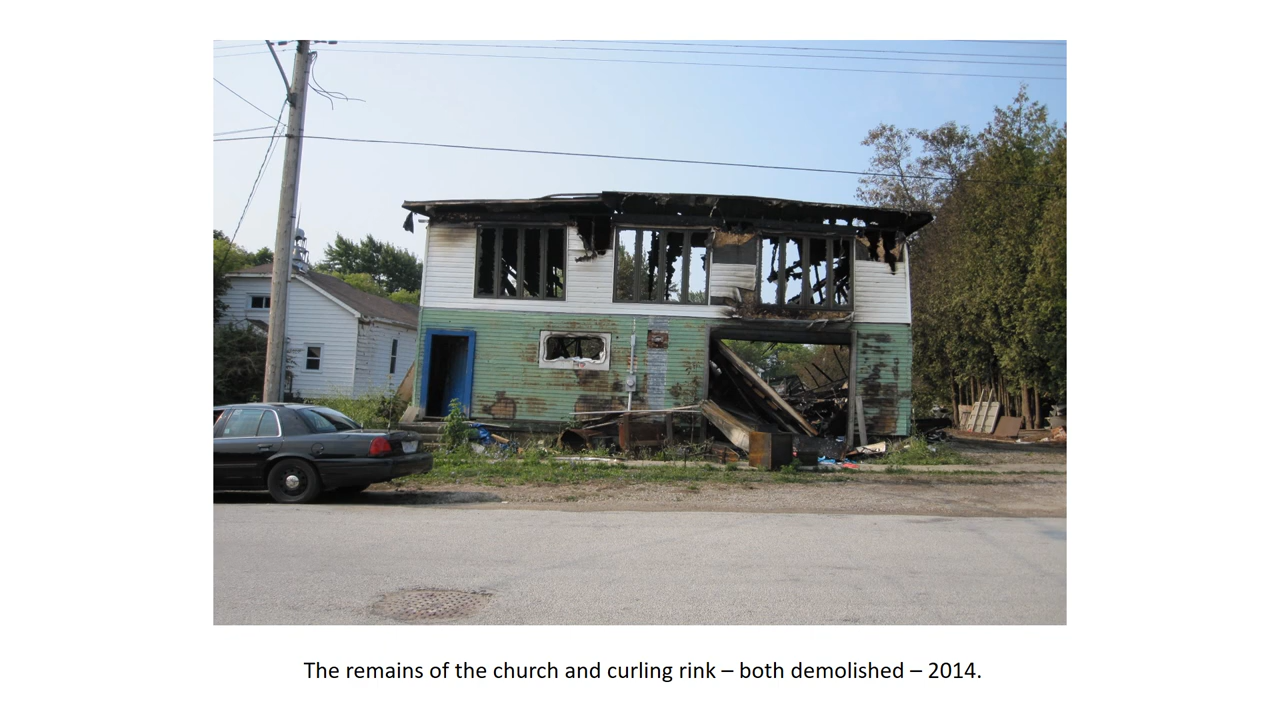 The remains of the church and curling rink – both demolished – 2014.